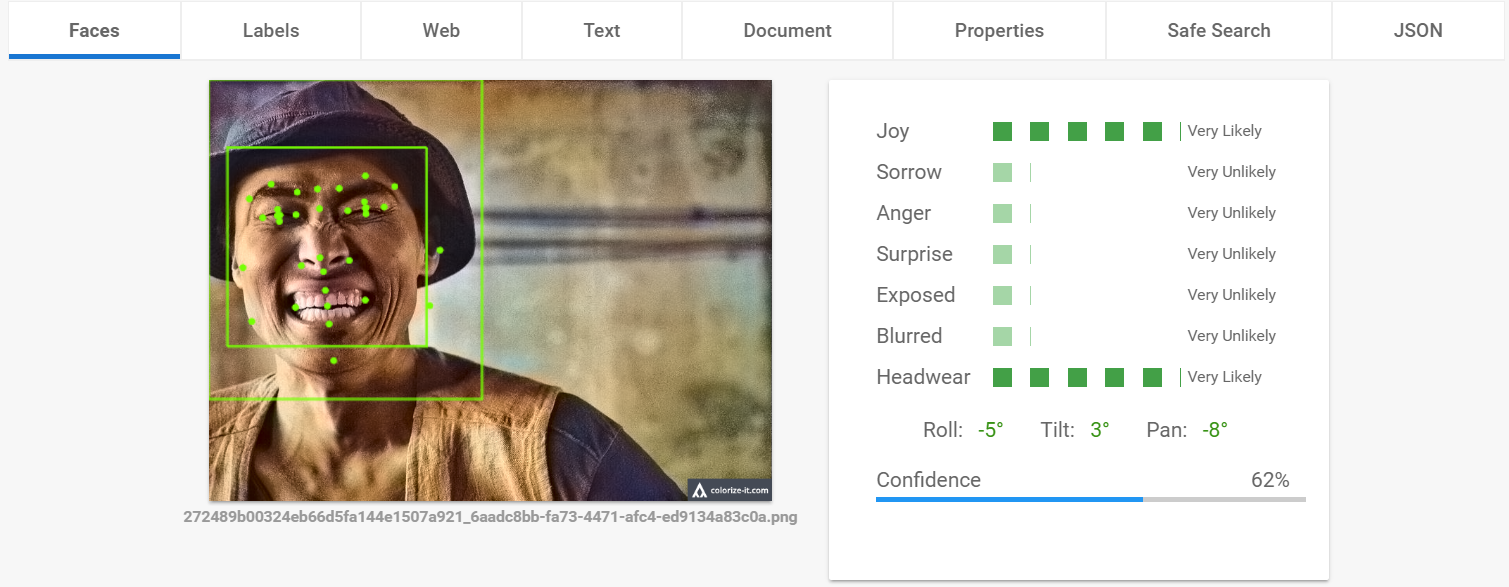 Faces Labels Web Text Document Properties Safe Search JSON
colorize-it.com
272489b00324eb66d5fa144e1507a921_6aadc8bb-fa73-4471-afc4-ed9134a83c0a.png
Joy Very Likely
Sorrow Very Unlikely
Anger Very Unlikely
Surprise Very Unlikely
Exposed Very Unlikely
Blurred Very Unlikely
Headwear Very Likely
Roll: -5° Tilt: 3° Pan: -8°
Confidence 62%